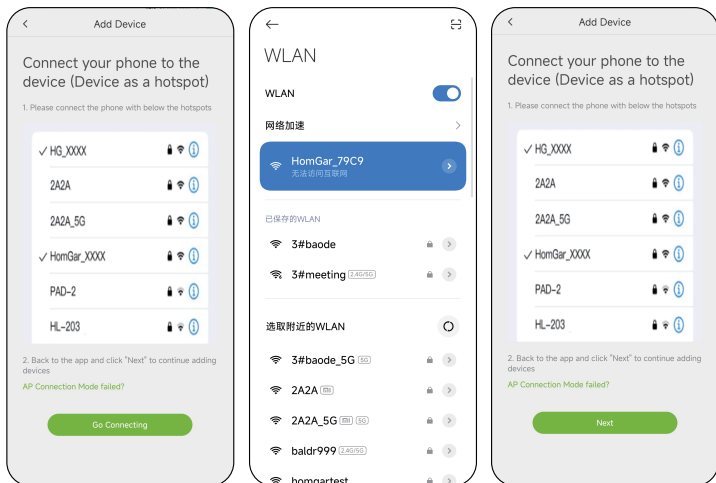 Add Device
Connect your phone to the
device (Device as a hotspot)
1. Please connect the phone with below the hotspots
HG_XXXX
2A2A
2A2A_5G
HomGar_XXXX
PAD-2
HL-203
2. Back to the app and click "Next" to continue adding
devices
AP Connection Mode failed?
Go Connecting
WLAN
WLAN
网络加速
HomGar_79C9
无法访问互联网
已保存的WLAN
3#baode
3#meeting 2.4G/5G
选取附近的WLAN
3#baode_5G 5G
2A2A
2A2A_5G 5G
baldr999 2.4G/5G
homgartest
Add Device
Connect your phone to the
device (Device as a hotspot)
1. Please connect the phone with below the hotspots
HG_XXXX
2A2A
2A2A_5G
HomGar_XXXX
PAD-2
HL-203
2. Back to the app and click "Next" to continue adding
devices
AP Connection Mode failed?
Next